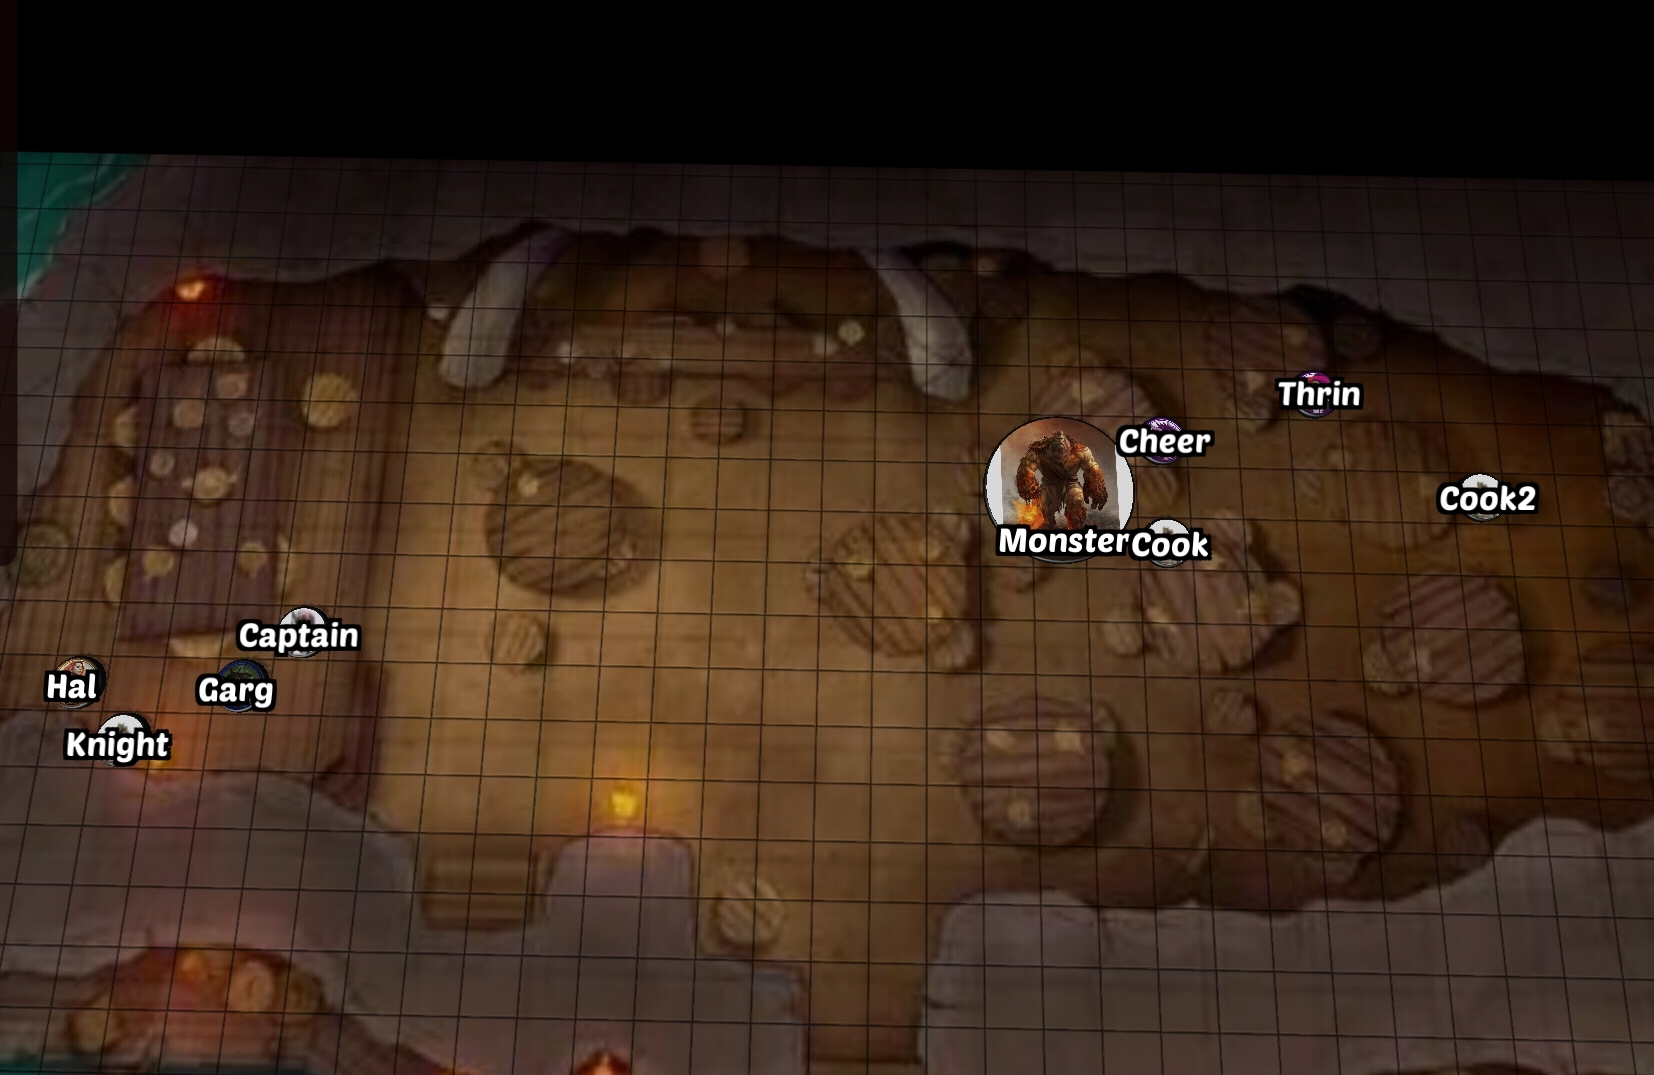 Thrin
Cheer
Cook2
Monster
Cook
Captain
Hal
Garg
Knight